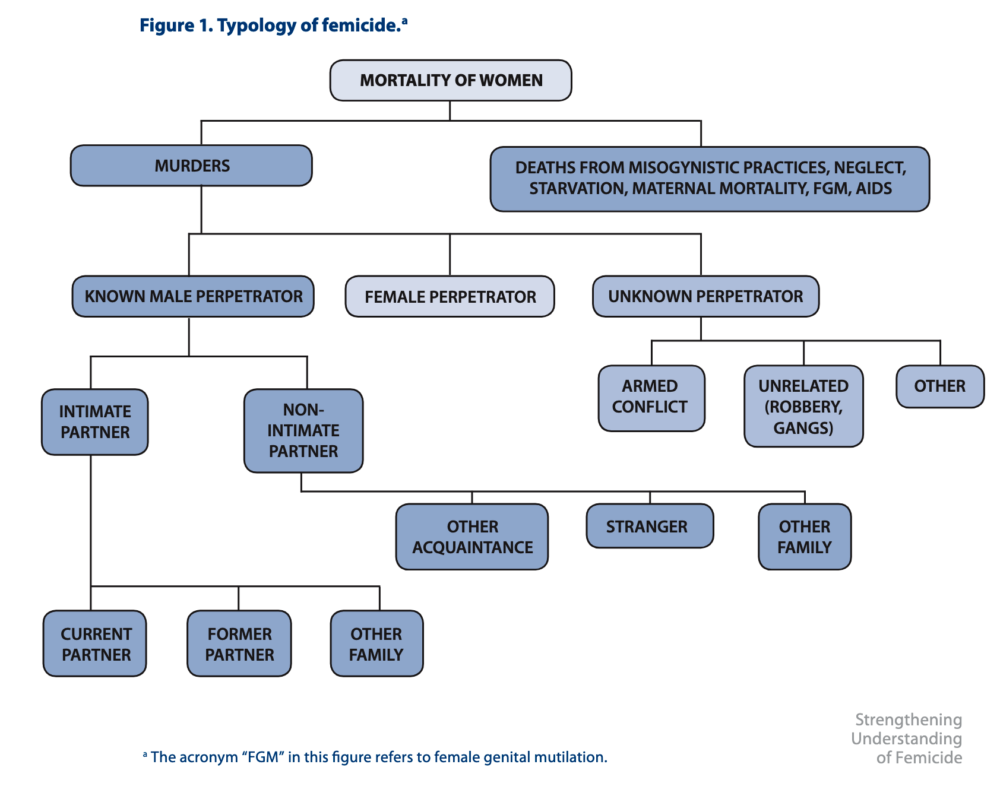 Figure 1. Typology of femicide.a
MORTALITY OF WOMEN
MURDERS
DEATHS FROM MISOGYNISTIC PRACTICES, NEGLECT,
STARVATION, MATERNAL MORTALITY, FGM, AIDS
KNOWN MALE PERPETRATOR
FEMALE PERPETRATOR
UNKNOWN PERPETRATOR
INTIMATE
PARTNER
NON-
INTIMATE
PARTNER
ARMED
CONFLICT
UNRELATED
(ROBBERY,
GANGS)
OTHER
OTHER
ACQUAINTANCE
STRANGER
OTHER
FAMILY
CURRENT
PARTNER
FORMER
PARTNER
OTHER
FAMILY
a The acronym “FGM” in this figure refers to female genital mutilation.
Strengthening
Understanding
of Femicide